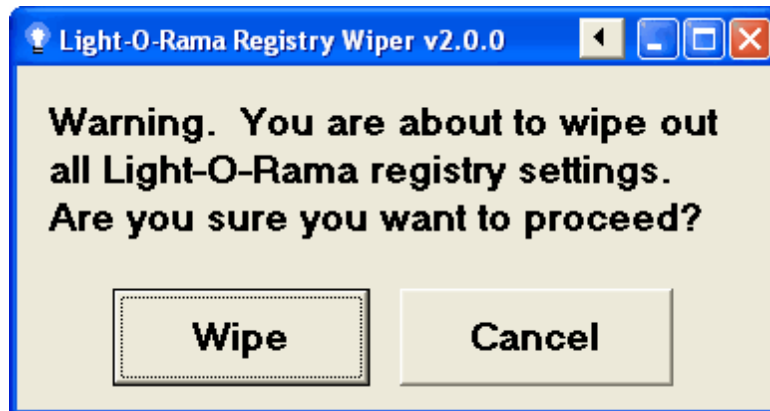 Light-O-Rama Registry Wiper v2.0.0
Warning.  You are about to wipe out
all Light-O-Rama registry settings.
Are you sure you want to proceed?
Wipe
Cancel